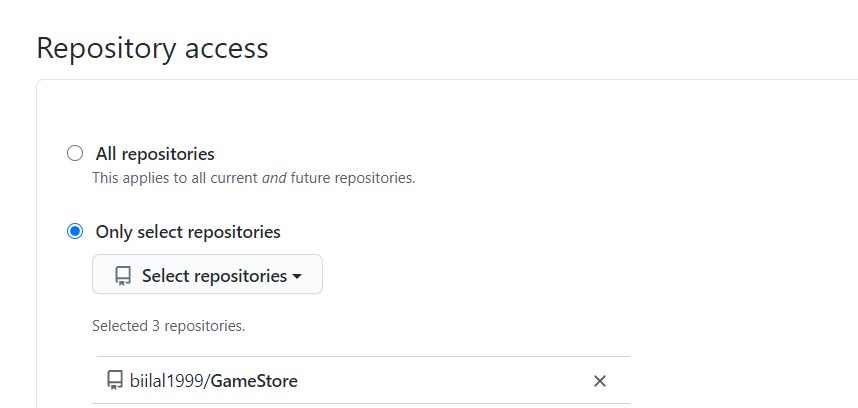 Repository access
All repositories
This applies to all current and future repositories.
Only select repositories
Select repositories
Selected 3 repositories.
biilal1999/GameStore